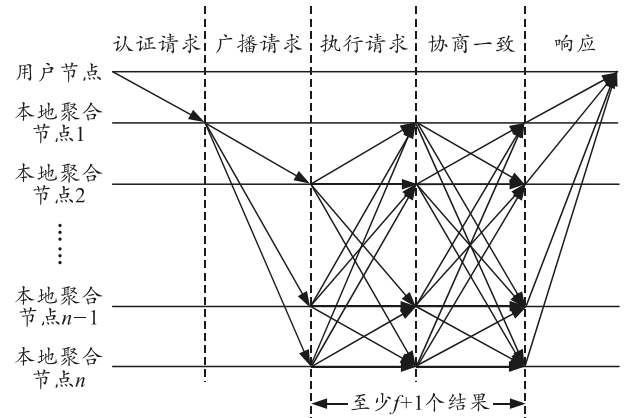 认证请求 广播请求 执行请求 协商一致 响应
用户节点
本地聚合
节点1
本地聚合
节点2
……
本地聚合
节点n-1
本地聚合
节点n
至少f+1个结果